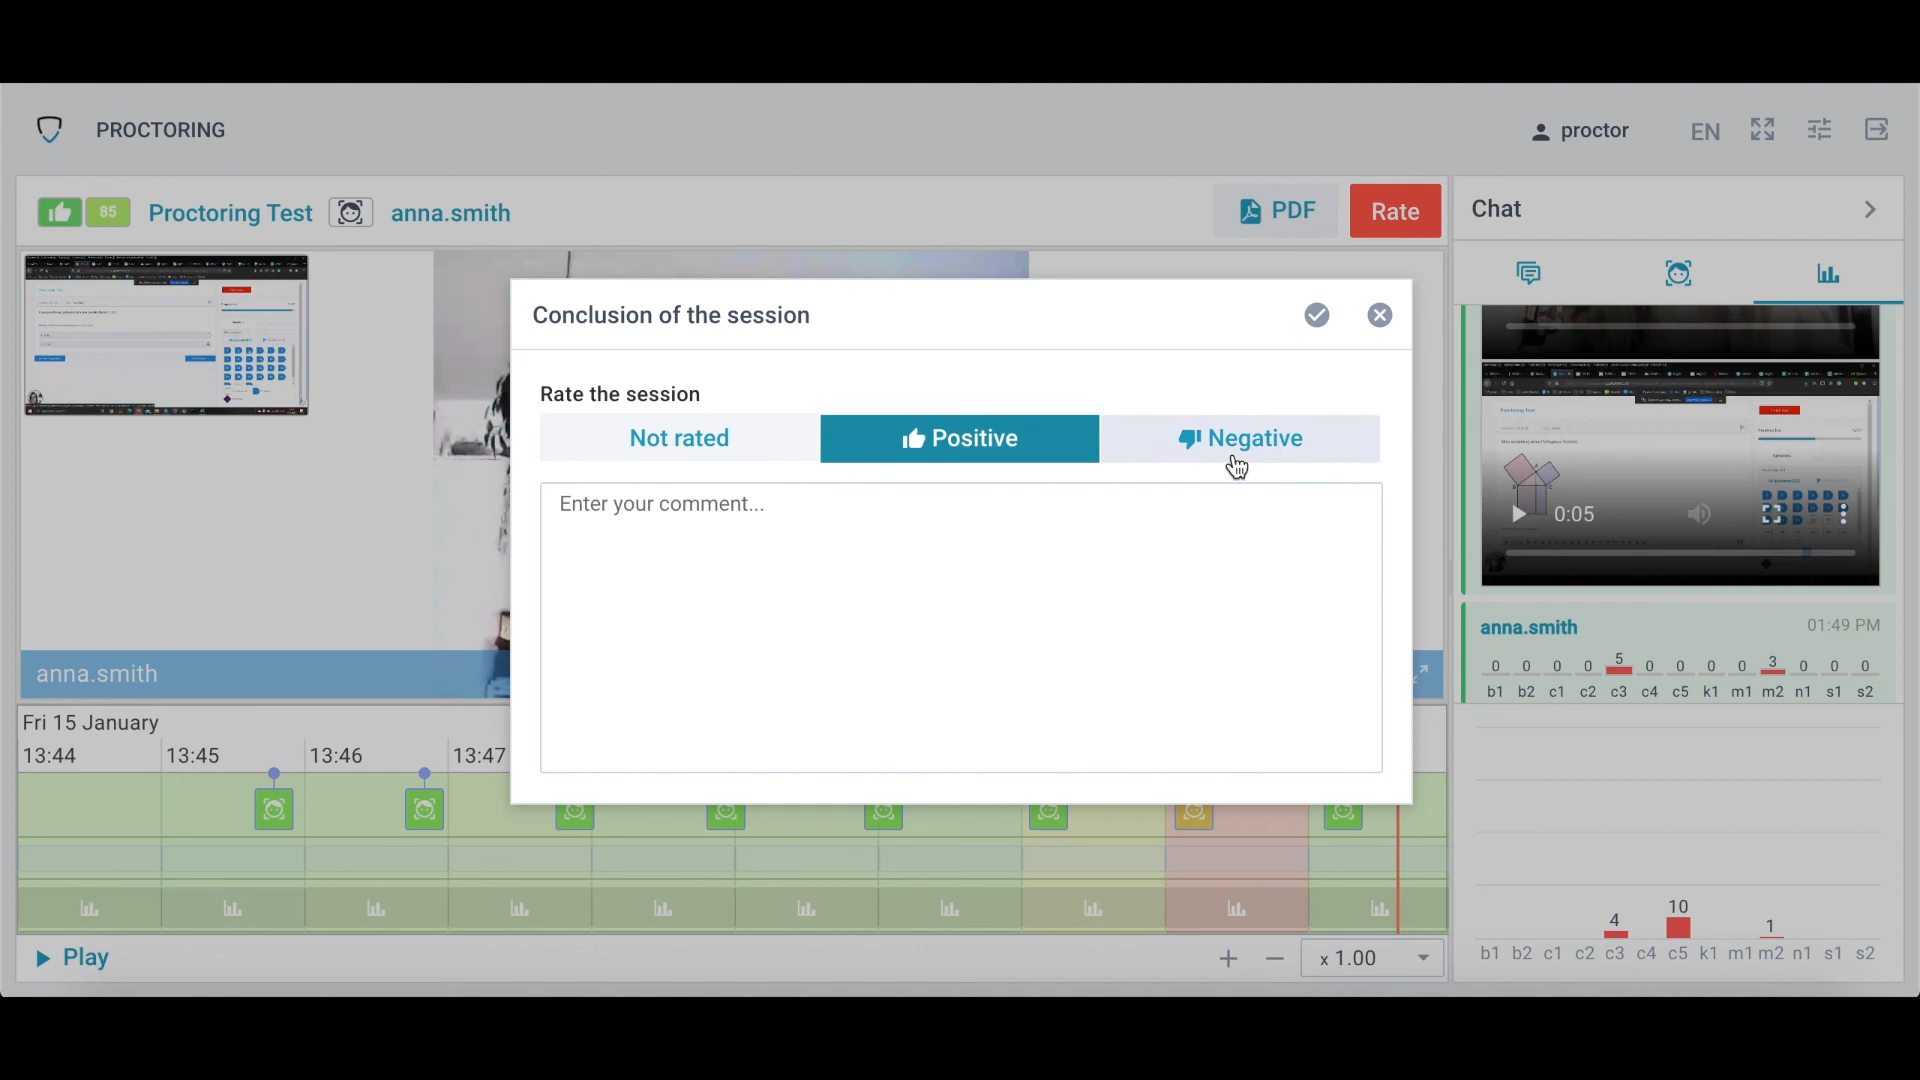 PROCTORING
proctor
EN
85
Proctoring Test
anna.smith
PDF
Rate
Chat
Conclusion of the session
Rate the session
Not rated
Positive
Negative
Enter your comment...
0:05
anna.smith
anna.smith
01:49 PM
0 0 0 0 5 0 0 0 0 3 0 0 0
b1 b2 c1 c2 c3 c4 c5 k1 m1 m2 n1 s1 s2
Fri 15 January
13:44
13:45
13:46
13:47
4 10 1
b1 b2 c1 c2 c3 c4 c5 k1 m1 m2 n1 s1 s2
Play
x 1.00